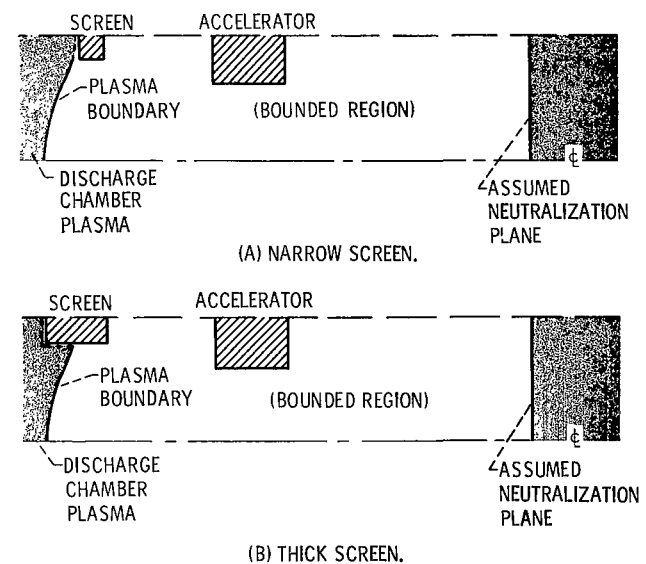 SCREEN
ACCELERATOR
PLASMA
BOUNDARY
(BOUNDED REGION)
℄
DISCHARGE
CHAMBER
PLASMA
ASSUMED
NEUTRALIZATION
PLANE
(A) NARROW SCREEN.
SCREEN
ACCELERATOR
PLASMA
BOUNDARY
(BOUNDED REGION)
℄
DISCHARGE
CHAMBER
PLASMA
ASSUMED
NEUTRALIZATION
PLANE
(B) THICK SCREEN.